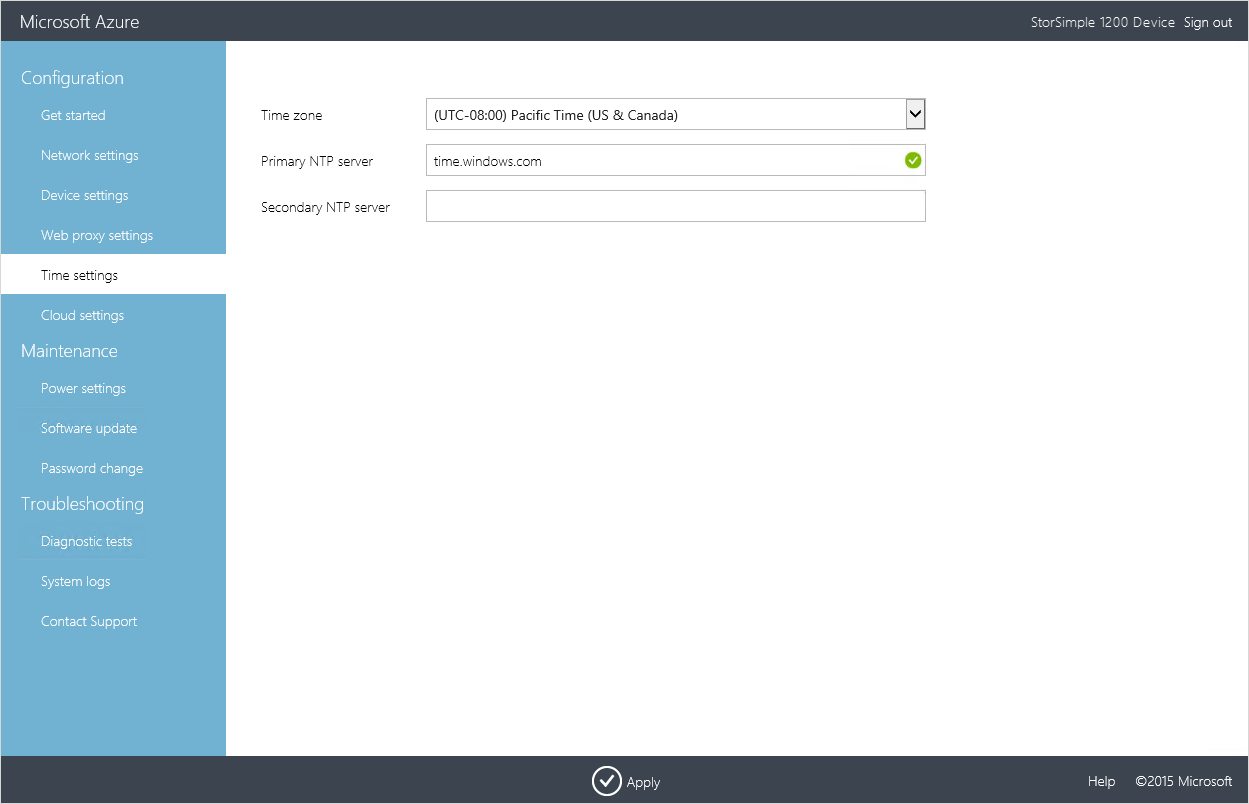 Microsoft Azure
StorSimple 1200 Device Sign out
Configuration
Get started
Network settings
Device settings
Web proxy settings
Time settings
Cloud settings
Maintenance
Power settings
Software update
Password change
Troubleshooting
Diagnostic tests
System logs
Contact Support
Time zone (UTC-08:00) Pacific Time (US & Canada)
Primary NTP server time.windows.com
Secondary NTP server
Apply
Help ©2015 Microsoft